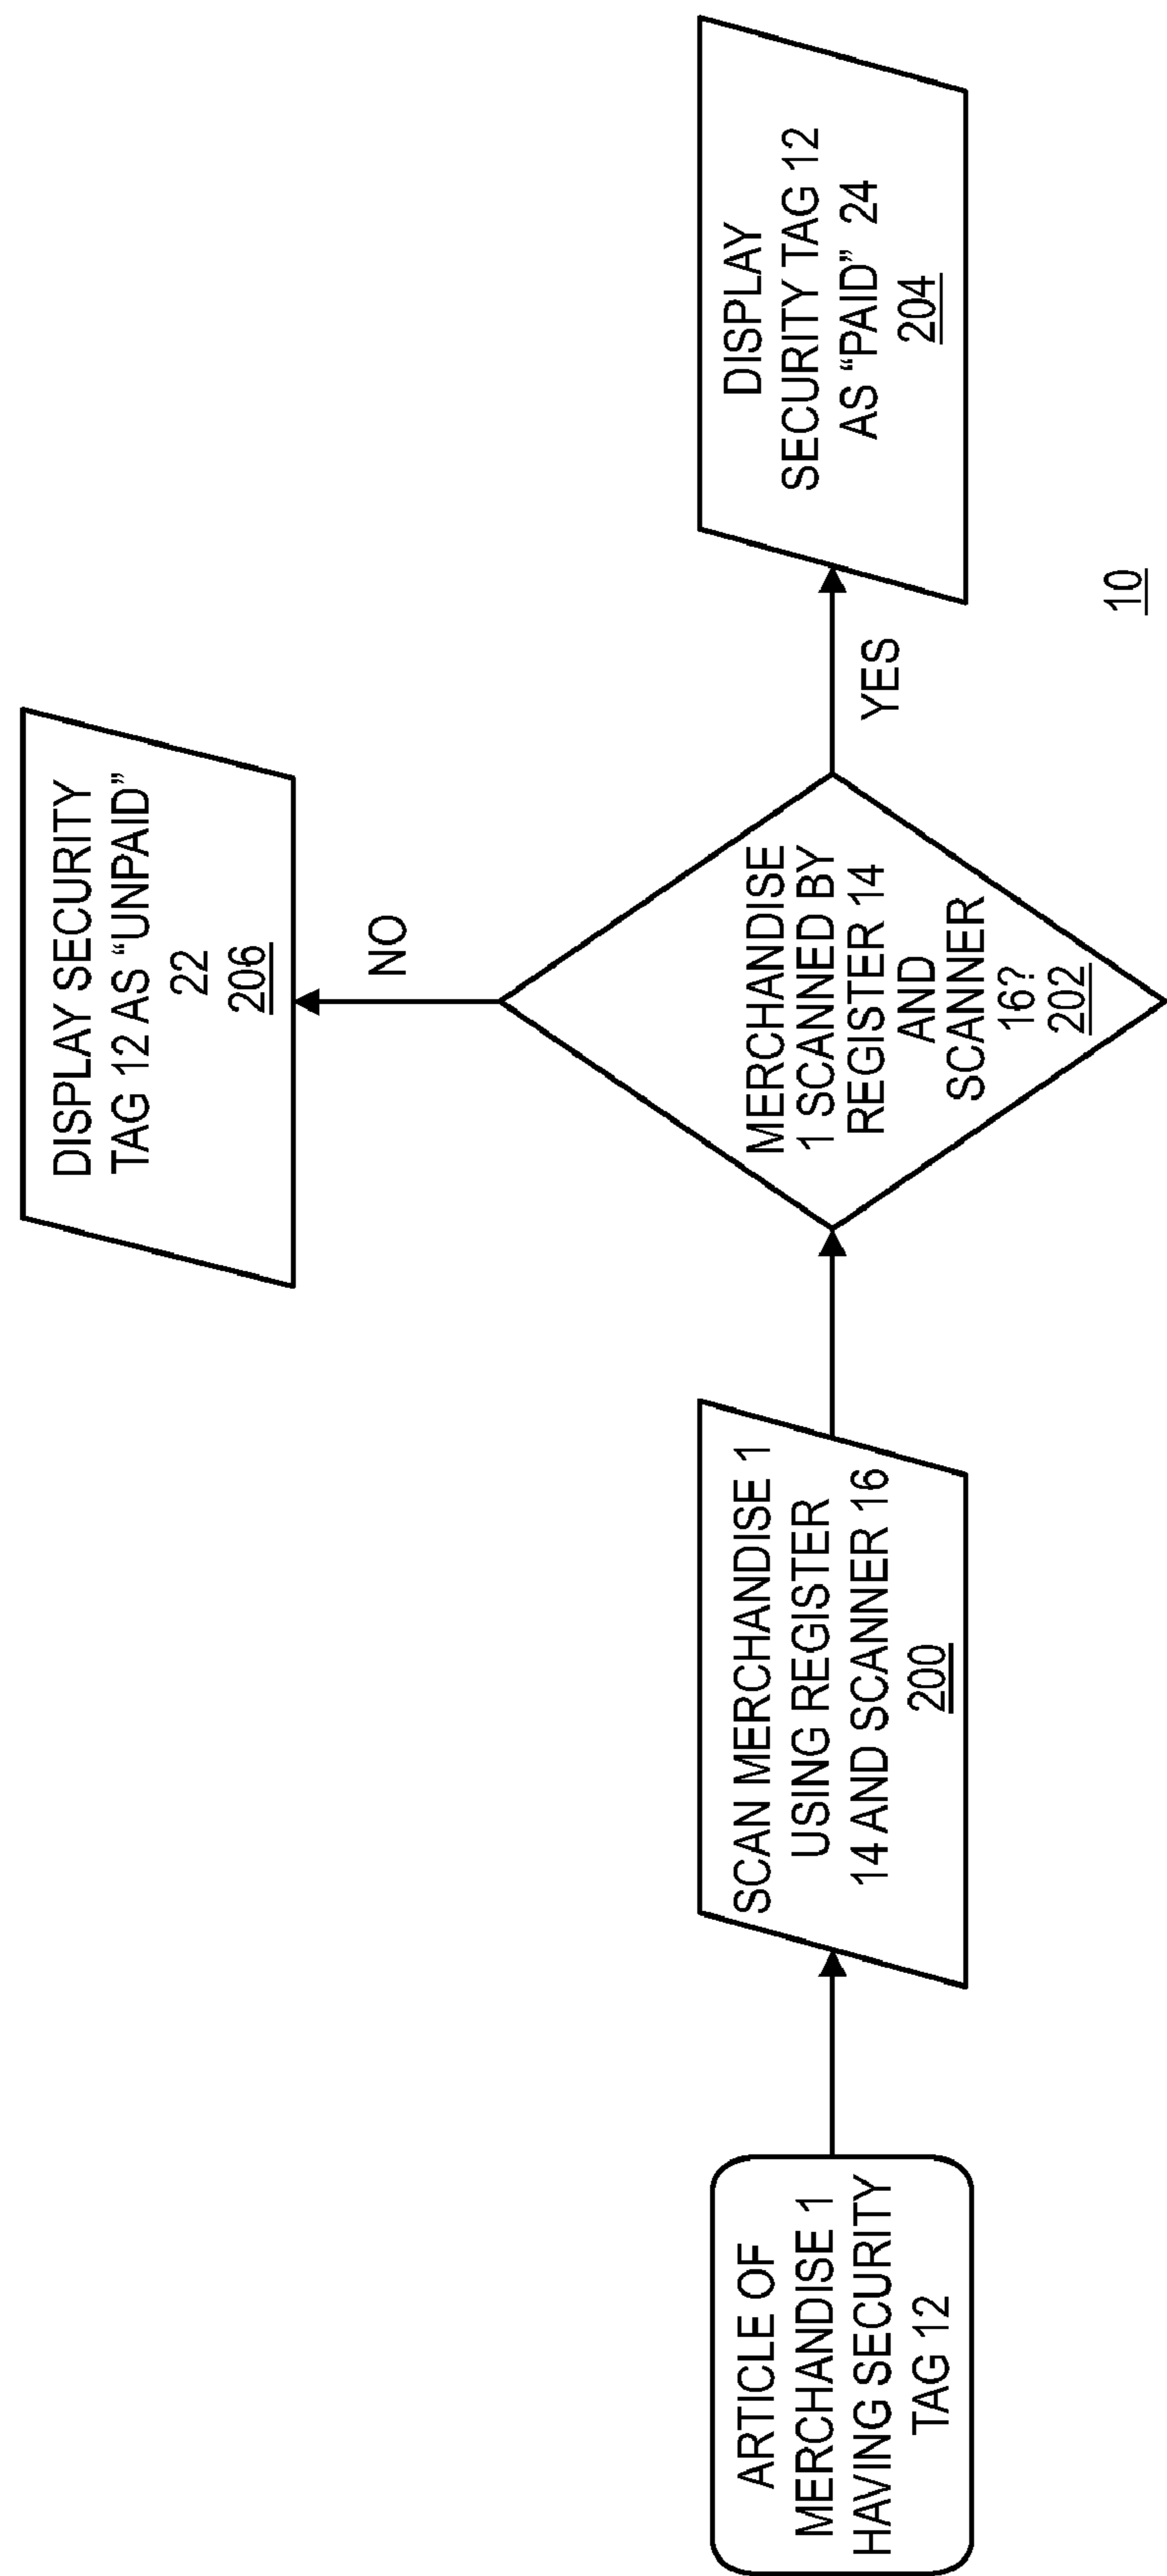 ARTICLE OF
MERCHANDISE 1
HAVING SECURITY
TAG 12
SCAN MERCHANDISE 1
USING REGISTER
14 AND SCANNER 16
200
MERCHANDISE
1 SCANNED BY
REGISTER 14
AND
SCANNER
16?
202
NO
DISPLAY SECURITY
TAG 12 AS “UNPAID”
22
206
YES
DISPLAY
SECURITY TAG 12
AS “PAID” 24
204
10